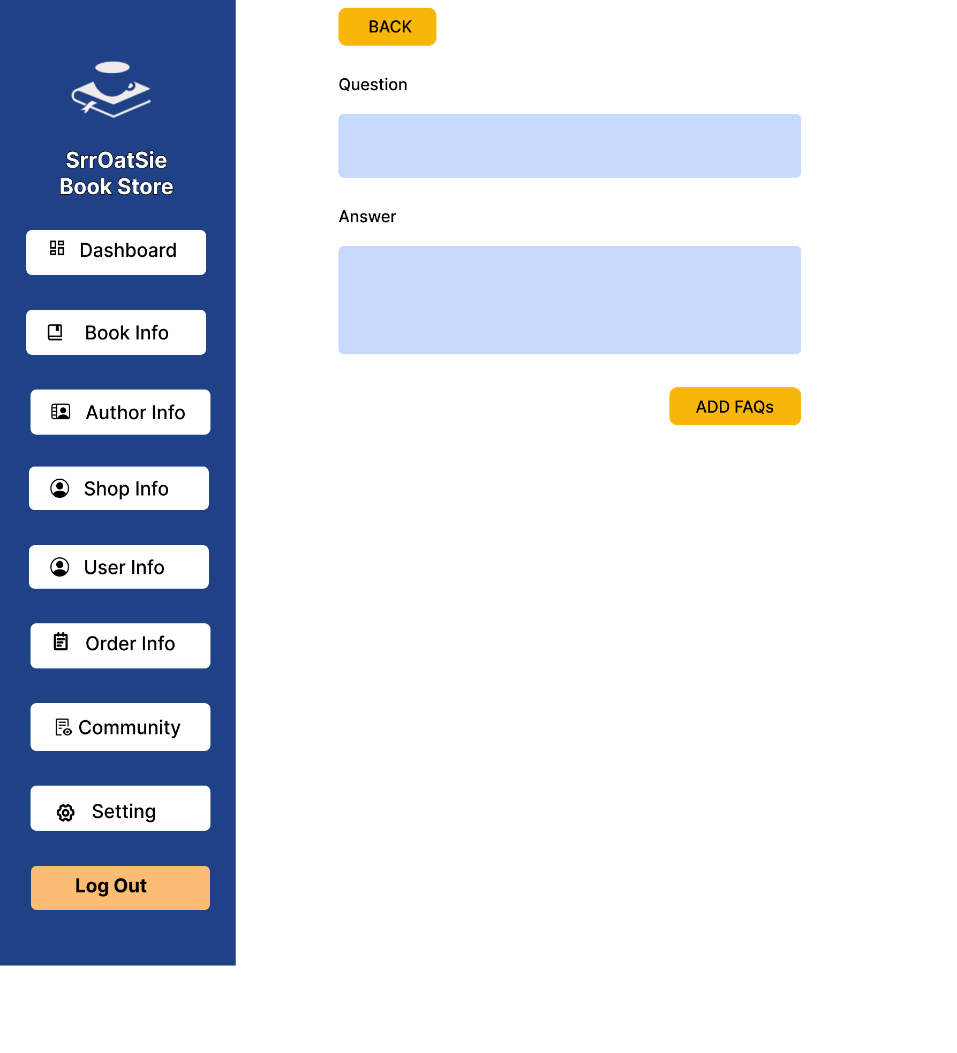 SrrOatSie
Book Store
Dashboard
Book Info
Author Info
Shop Info
User Info
Order Info
Community
Setting
Log Out
BACK
Question
Answer
ADD FAQs